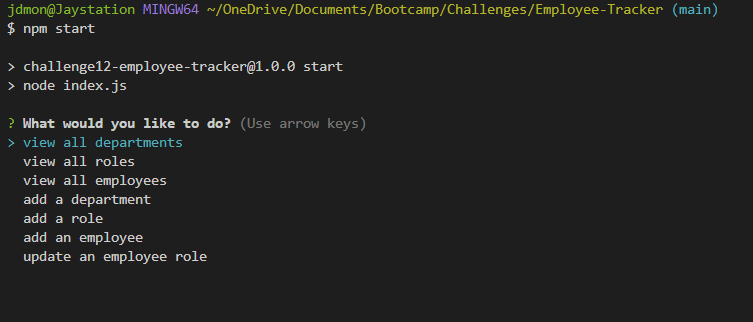 jdmon@Jaystation MINGW64 ~/OneDrive/Documents/Bootcamp/Challenges/Employee-Tracker (main)
$ npm start
> challenge12-employee-tracker@1.0.0 start
> node index.js
? What would you like to do? (Use arrow keys)
> view all departments
view all roles
view all employees
add a department
add a role
add an employee
update an employee role